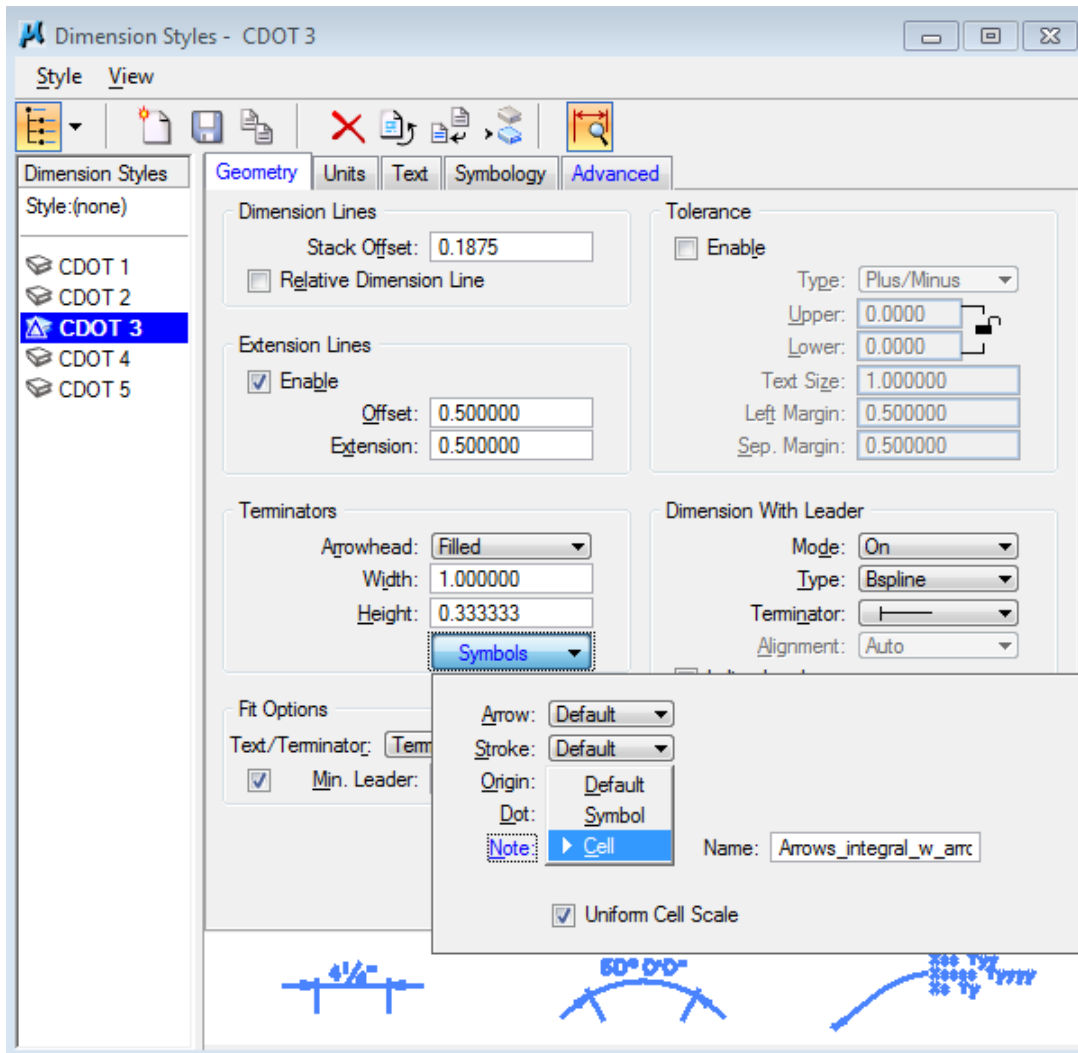 Dimension Styles - CDOT 3
Style View
Dimension Styles
Style:(none)
CDOT 1
CDOT 2
CDOT 3
CDOT 4
CDOT 5
Geometry Units Text Symbology Advanced
Dimension Lines
Stack Offset: 0.1875
Relative Dimension Line
Extension Lines
Enable
Offset: 0.500000
Extension: 0.500000
Terminators
Arrowhead: Filled
Width: 1.000000
Height: 0.333333
Symbols
Fit Options
Text/Terminator: Term
Min. Leader:
Tolerance
Enable
Type: Plus/Minus
Upper: 0.0000
Lower: 0.0000
Text Size: 1.000000
Left Margin: 0.500000
Sep. Margin: 0.500000
Dimension With Leader
Mode: On
Type: Bspline
Terminator:
Alignment: Auto
Arrow: Default
Stroke: Default
Origin: Default
Dot: Symbol
Note: Cell Name: Arrows_integral_w_arrc
Uniform Cell Scale